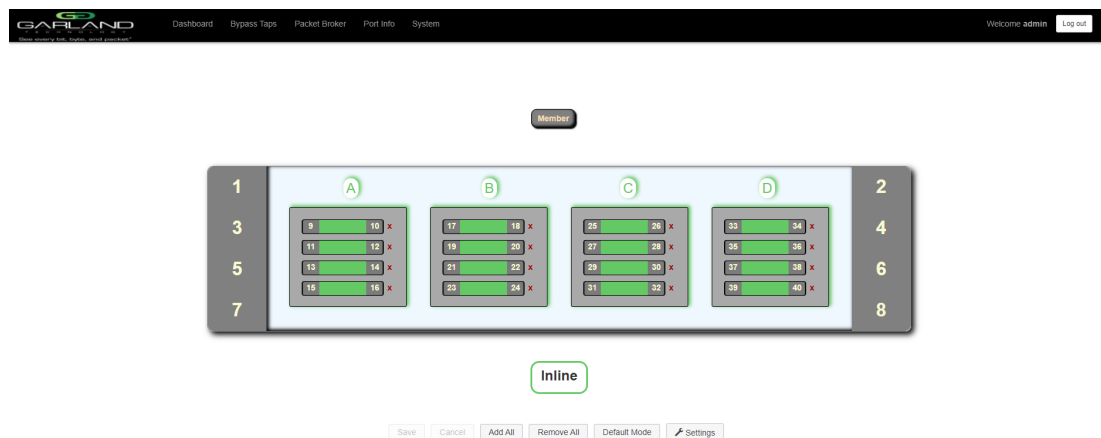 GARLAND
TECHNOLOGY
See every bit, byte, and packet®
Dashboard Bypass Taps Packet Broker Port Info System
Welcome admin Log out
Member
1 A B C D 2
3 9 10 x 17 18 x 25 26 x 33 34 x 4
11 12 x 19 20 x 27 28 x 35 36 x
5 13 14 x 21 22 x 29 30 x 37 38 x 6
15 16 x 23 24 x 31 32 x 39 40 x
7 8
Inline
Save Cancel Add All Remove All Default Mode Settings